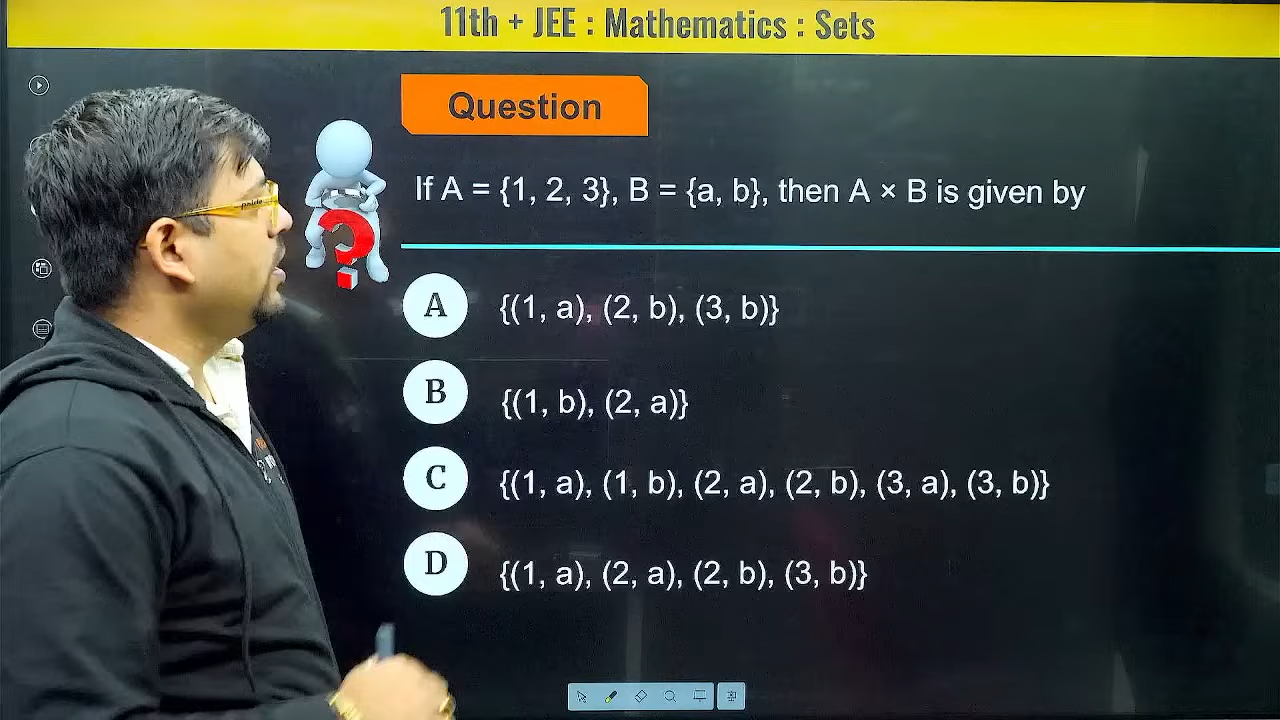 11th + JEE : Mathematics : Sets
Question
If A = {1, 2, 3}, B = {a, b}, then A × B is given by
A {(1, a), (2, b), (3, b)}
B {(1, b), (2, a)}
C {(1, a), (1, b), (2, a), (2, b), (3, a), (3, b)}
D {(1, a), (2, a), (2, b), (3, b)}